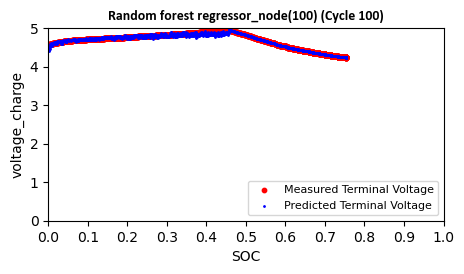 Random forest regressor_node(100) (Cycle 100)
5
4
3
2
1
0
voltage_charge
Measured Terminal Voltage
Predicted Terminal Voltage
0.0 0.1 0.2 0.3 0.4 0.5 0.6 0.7 0.8 0.9 1.0
SOC